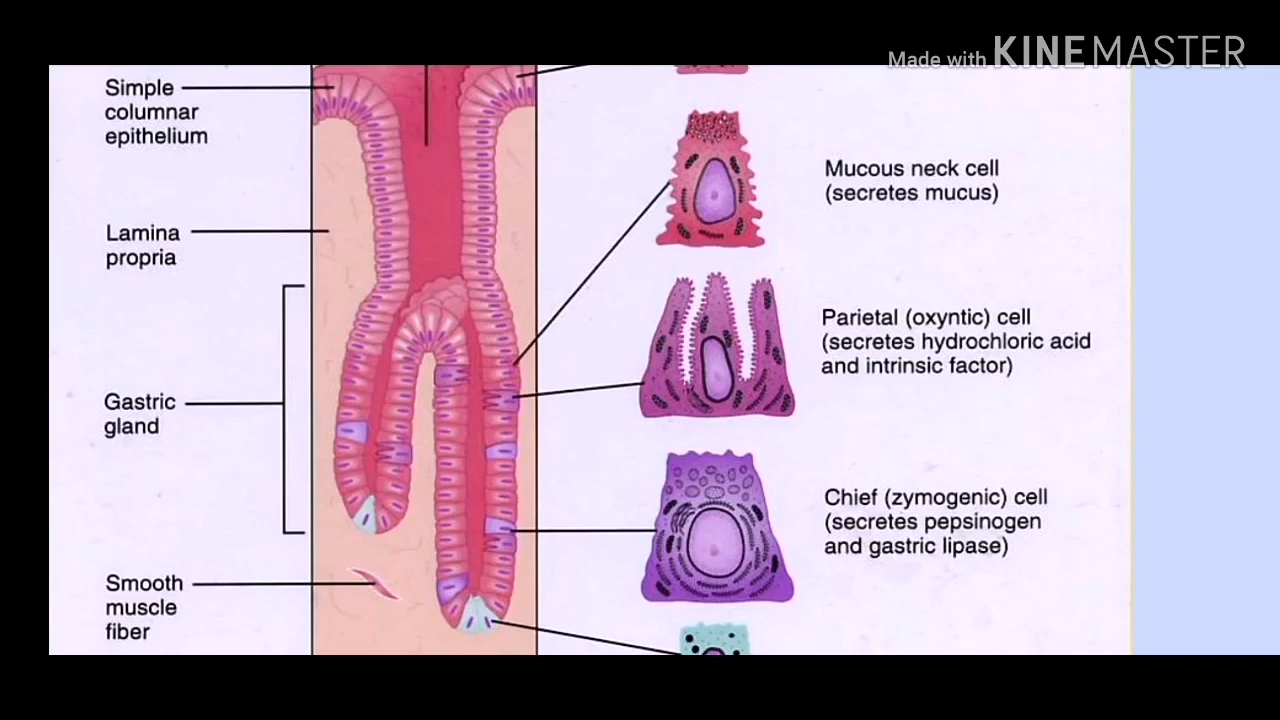 Made with KINEMASTER
Simple
columnar
epithelium
Mucous neck cell
(secretes mucus)
Lamina
propria
Parietal (oxyntic) cell
(secretes hydrochloric acid
and intrinsic factor)
Gastric
gland
Chief (zymogenic) cell
(secretes pepsinogen
and gastric lipase)
Smooth
muscle
fiber